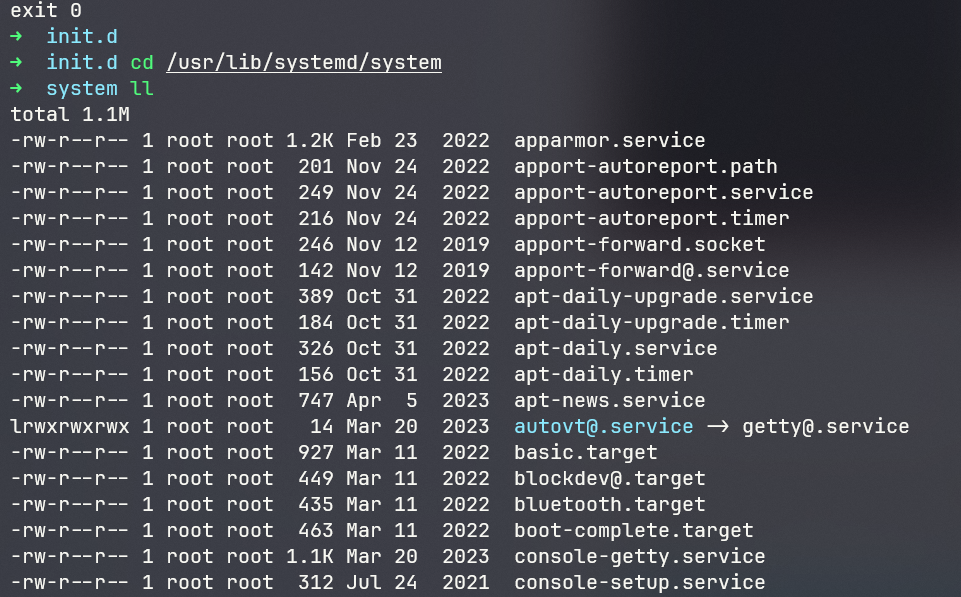 exit 0
→ init.d
→ init.d cd /usr/lib/systemd/system
→ system ll
total 1.1M
-rw-r--r-- 1 root root 1.2K Feb 23  2022  apparmor.service
-rw-r--r-- 1 root root  201 Nov 24  2022  apport-autoreport.path
-rw-r--r-- 1 root root  249 Nov 24  2022  apport-autoreport.service
-rw-r--r-- 1 root root  216 Nov 24  2022  apport-autoreport.timer
-rw-r--r-- 1 root root  246 Nov 12  2019  apport-forward.socket
-rw-r--r-- 1 root root  142 Nov 12  2019  apport-forward@.service
-rw-r--r-- 1 root root  389 Oct 31  2022  apt-daily-upgrade.service
-rw-r--r-- 1 root root  184 Oct 31  2022  apt-daily-upgrade.timer
-rw-r--r-- 1 root root  326 Oct 31  2022  apt-daily.service
-rw-r--r-- 1 root root  156 Oct 31  2022  apt-daily.timer
-rw-r--r-- 1 root root  747 Apr  5  2023  apt-news.service
lrwxrwxrwx 1 root root   14 Mar 20  2023  autovt@.service -> getty@.service
-rw-r--r-- 1 root root  927 Mar 11  2022  basic.target
-rw-r--r-- 1 root root  449 Mar 11  2022  blockdev@.target
-rw-r--r-- 1 root root  435 Mar 11  2022  bluetooth.target
-rw-r--r-- 1 root root  463 Mar 11  2022  boot-complete.target
-rw-r--r-- 1 root root 1.1K Mar 20  2023  console-getty.service
-rw-r--r-- 1 root root  312 Jul 24  2021  console-setup.service